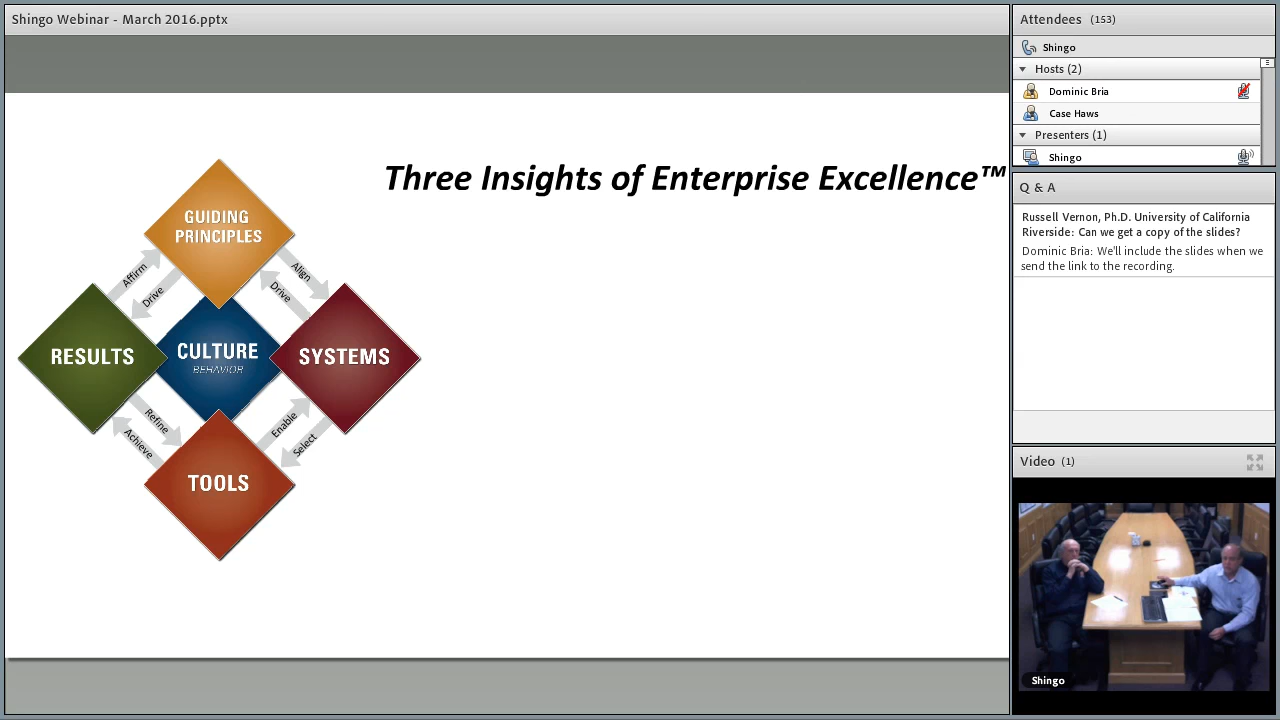 Shingo Webinar - March 2016.pptx
Three Insights of Enterprise Excellence™
GUIDING
PRINCIPLES
Affirm
Drive
Align
Drive
RESULTS
CULTURE
BEHAVIOR
SYSTEMS
Refine
Achieve
Enable
Select
TOOLS
Attendees (153)
Shingo
Hosts (2)
Dominic Bria
Case Haws
Presenters (1)
Shingo
Q & A
Russell Vernon, Ph.D. University of California
Riverside: Can we get a copy of the slides?
Dominic Bria: We'll include the slides when we
send the link to the recording.
Video (1)
Shingo